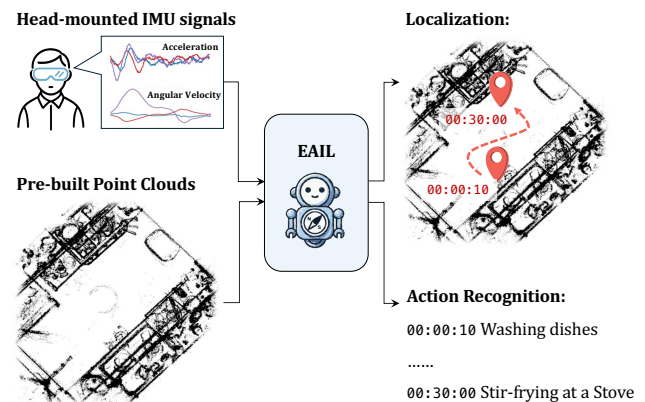 Head-mounted IMU signals
Acceleration
Angular Velocity
Pre-built Point Clouds
EAIL
Localization:
00:30:00
00:00:10
Action Recognition:
00:00:10 Washing dishes
......
00:30:00 Stir-frying at a Stove